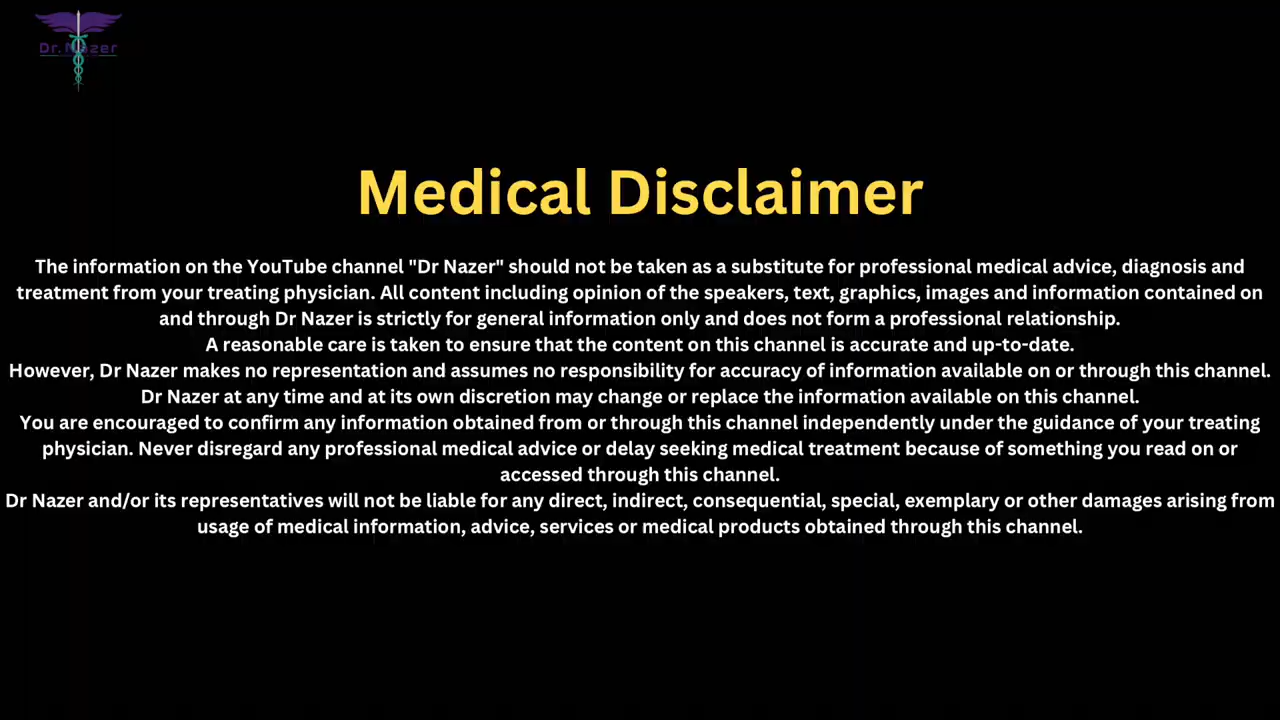 Dr. Nazer
Medical Disclaimer
The information on the YouTube channel "Dr Nazer" should not be taken as a substitute for professional medical advice, diagnosis and
treatment from your treating physician. All content including opinion of the speakers, text, graphics, images and information contained on
and through Dr Nazer is strictly for general information only and does not form a professional relationship.
A reasonable care is taken to ensure that the content on this channel is accurate and up-to-date.
However, Dr Nazer makes no representation and assumes no responsibility for accuracy of information available on or through this channel.
Dr Nazer at any time and at its own discretion may change or replace the information available on this channel.
You are encouraged to confirm any information obtained from or through this channel independently under the guidance of your treating
physician. Never disregard any professional medical advice or delay seeking medical treatment because of something you read on or
accessed through this channel.
Dr Nazer and/or its representatives will not be liable for any direct, indirect, consequential, special, exemplary or other damages arising from
usage of medical information, advice, services or medical products obtained through this channel.